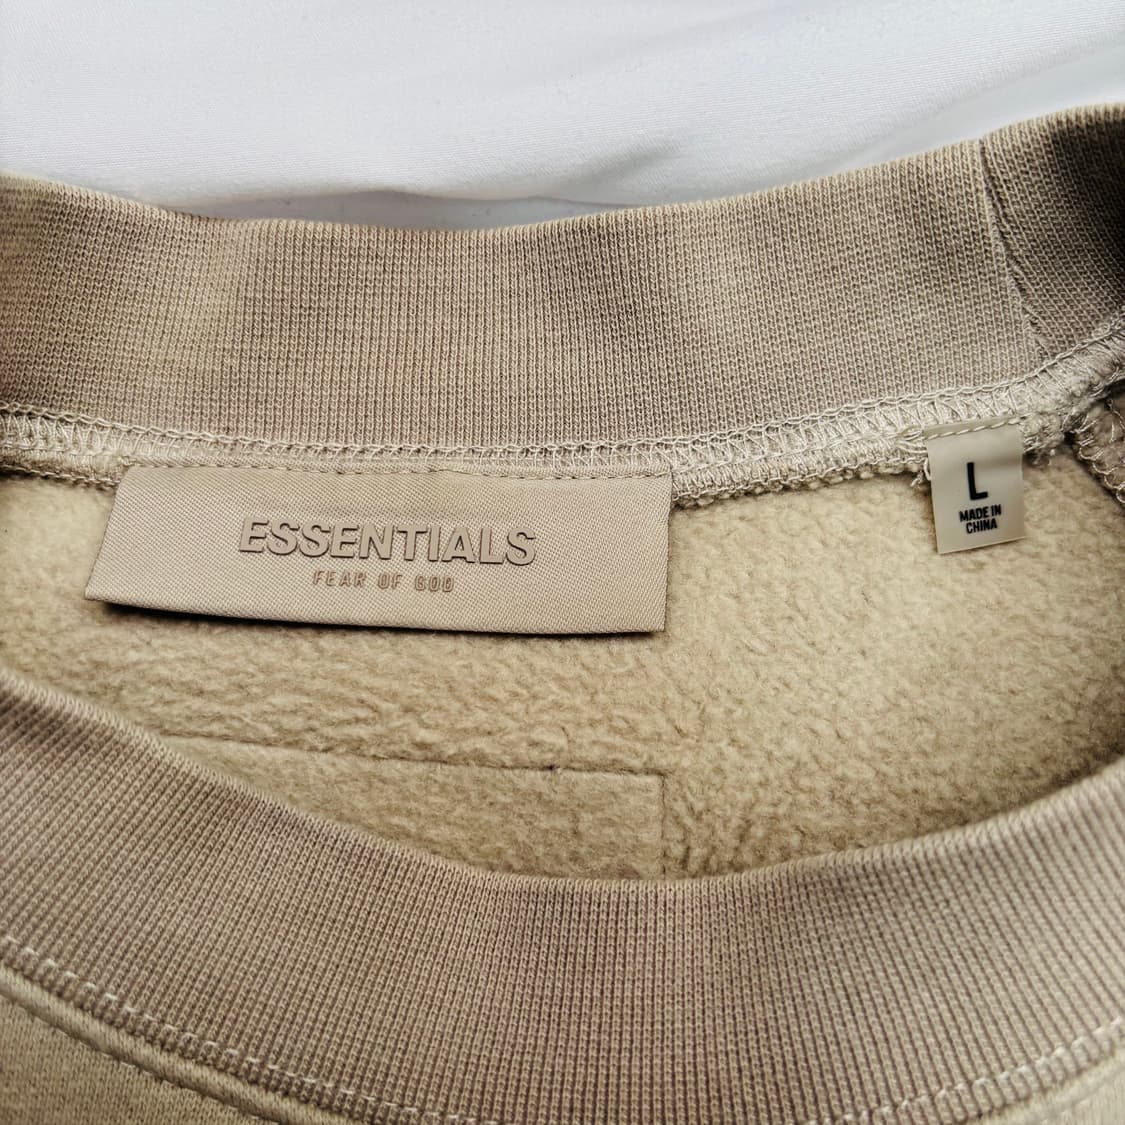 ESSENTIALS
FEAR OF GOD
L
MADE IN
CHINA